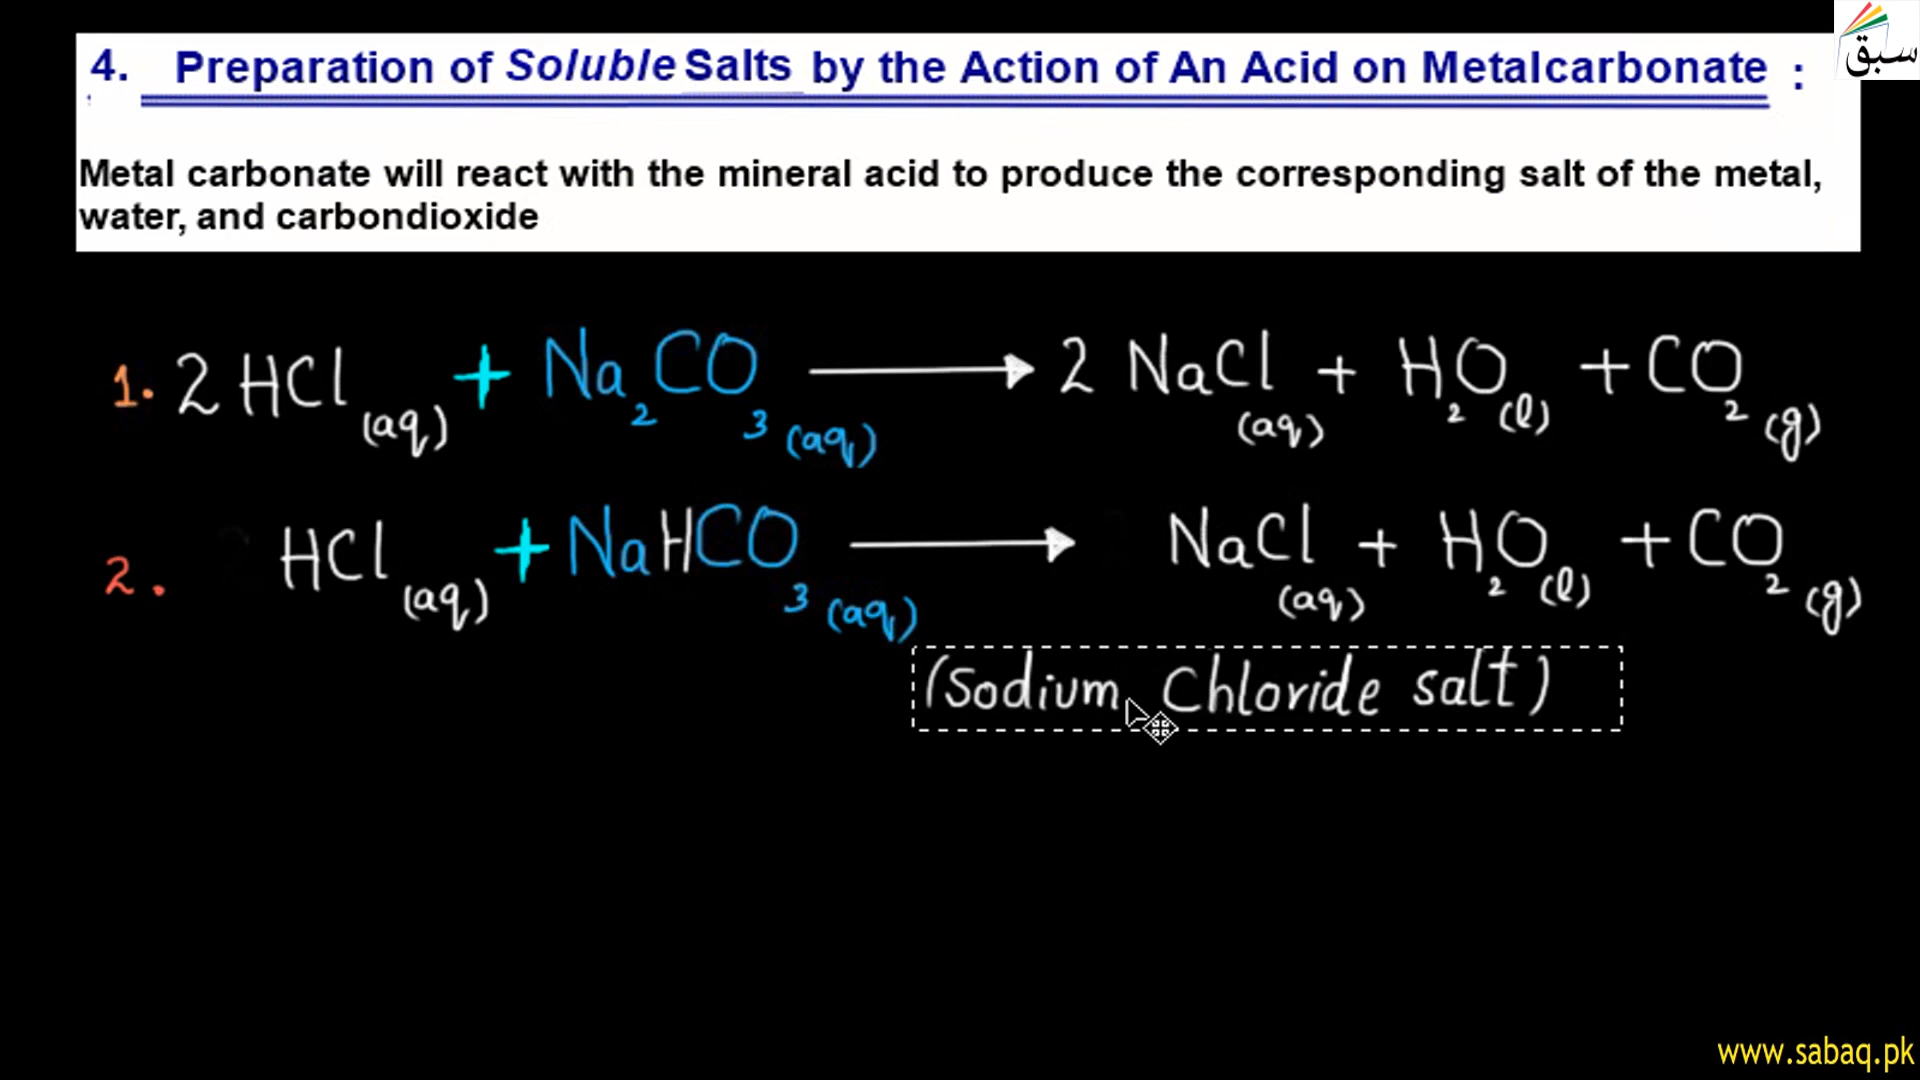 سبق
4. Preparation of Soluble Salts by the Action of An Acid on Metalcarbonate :
Metal carbonate will react with the mineral acid to produce the corresponding salt of the metal,
water, and carbondioxide
1. 2 HCl (aq) + Na₂CO₃ (aq) ⟶ 2 NaCl (aq) + H₂O (l) + CO₂ (g)
2. HCl (aq) + NaHCO₃ (aq) ⟶ NaCl (aq) + H₂O (l) + CO₂ (g)
(Sodium Chloride salt)
www.sabaq.pk